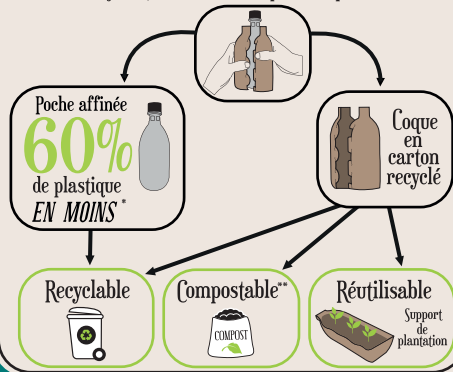 Poche affinée
60%
de plastique
EN MOINS*
Coque
en
carton
recyclé
Recyclable
Compostable**
COMPOST
Réutilisable
Support
de
plantation